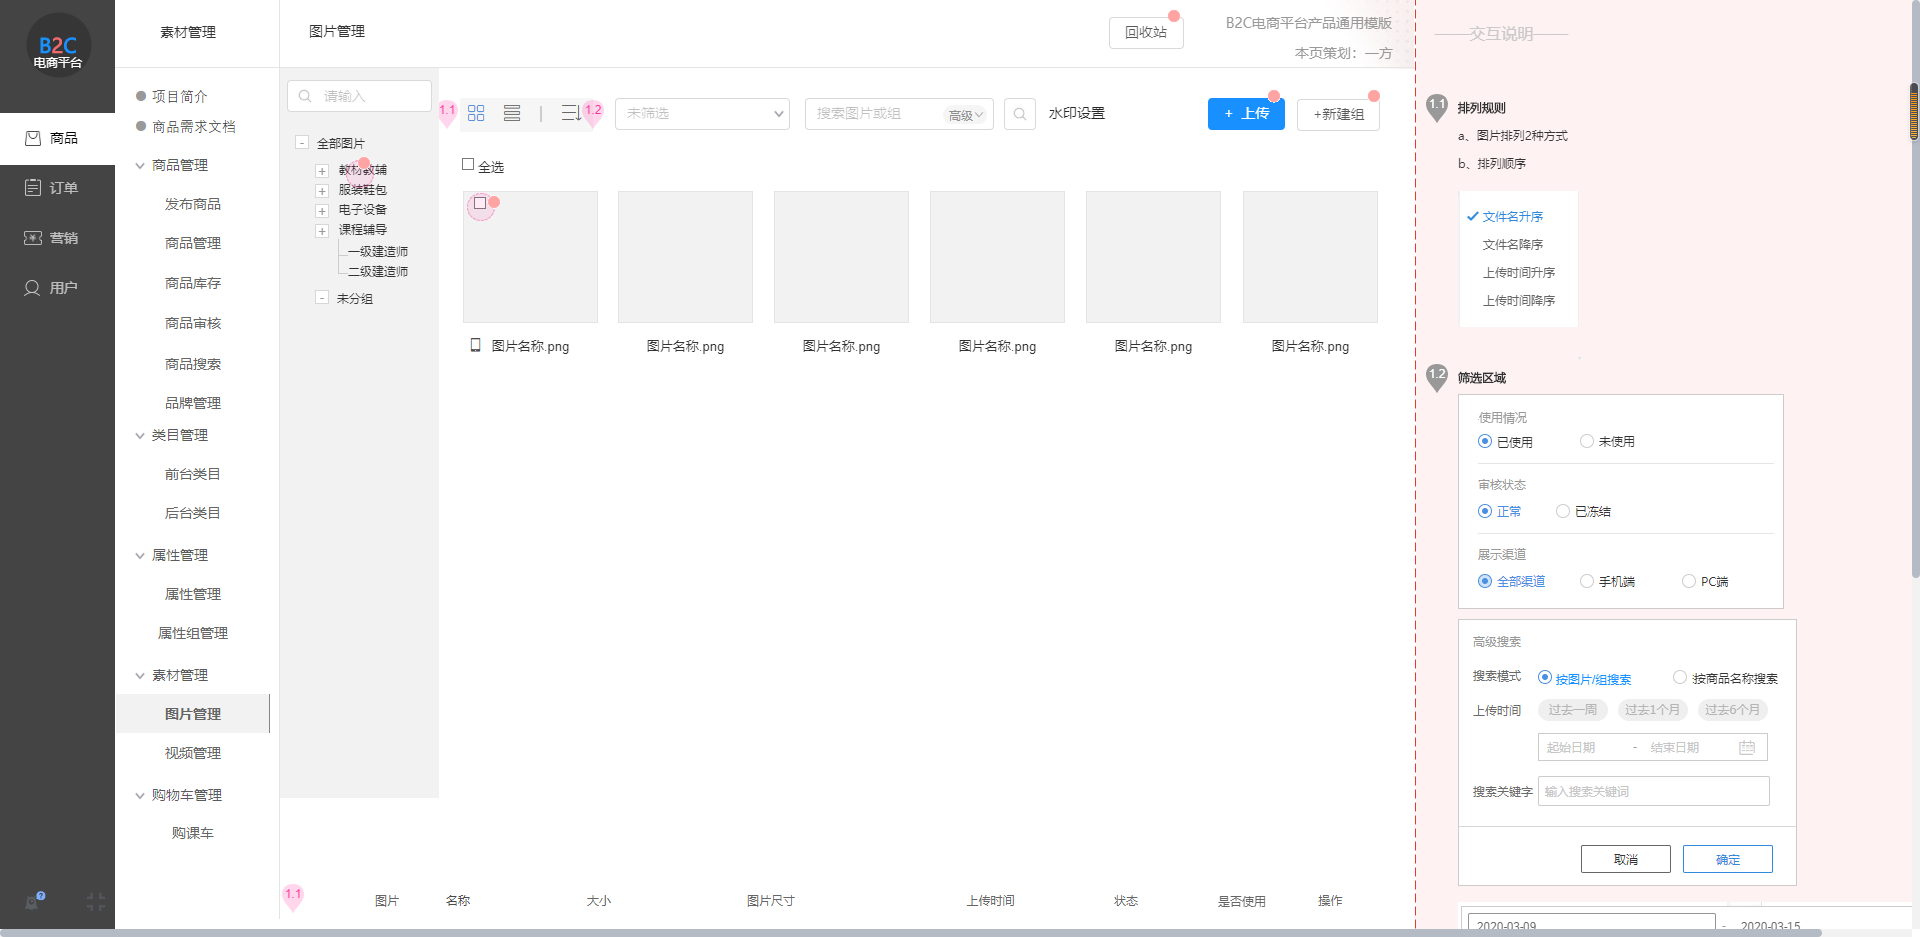 B2C
电商平台
商品
订单
营销
用户
素材管理
项目简介
商品需求文档
商品管理
发布商品
商品管理
商品库存
商品审核
商品搜索
品牌管理
类目管理
前台类目
后台类目
属性管理
属性管理
属性组管理
素材管理
图片管理
视频管理
购物车管理
购课车
图片管理
回收站
B2C电商平台产品通用模版
本页策划：一方
请输入
全部图片
教材教辅
服装鞋包
电子设备
课程辅导
一级建造师
二级建造师
未分组
1.1
1.2
未筛选
搜索图片或组
高级
水印设置
+ 上传
+新建组
全选
图片名称.png
图片名称.png
图片名称.png
图片名称.png
图片名称.png
图片名称.png
1.1
图片 名称 大小 图片尺寸 上传时间 状态 是否使用 操作
交互说明
1.1 排列规则
a、图片排列2种方式
b、排列顺序
文件名升序
文件名降序
上传时间升序
上传时间降序
1.2 筛选区域
使用情况
已使用 未使用
审核状态
正常 已冻结
展示渠道
全部渠道 手机端 PC端
高级搜索
搜索模式 按图片/组搜索 按商品名称搜索
上传时间 过去一周 过去1个月 过去6个月
起始日期 - 结束日期
搜索关键字 输入搜索关键词
取消 确定
2020-03-09 - 2020-03-15